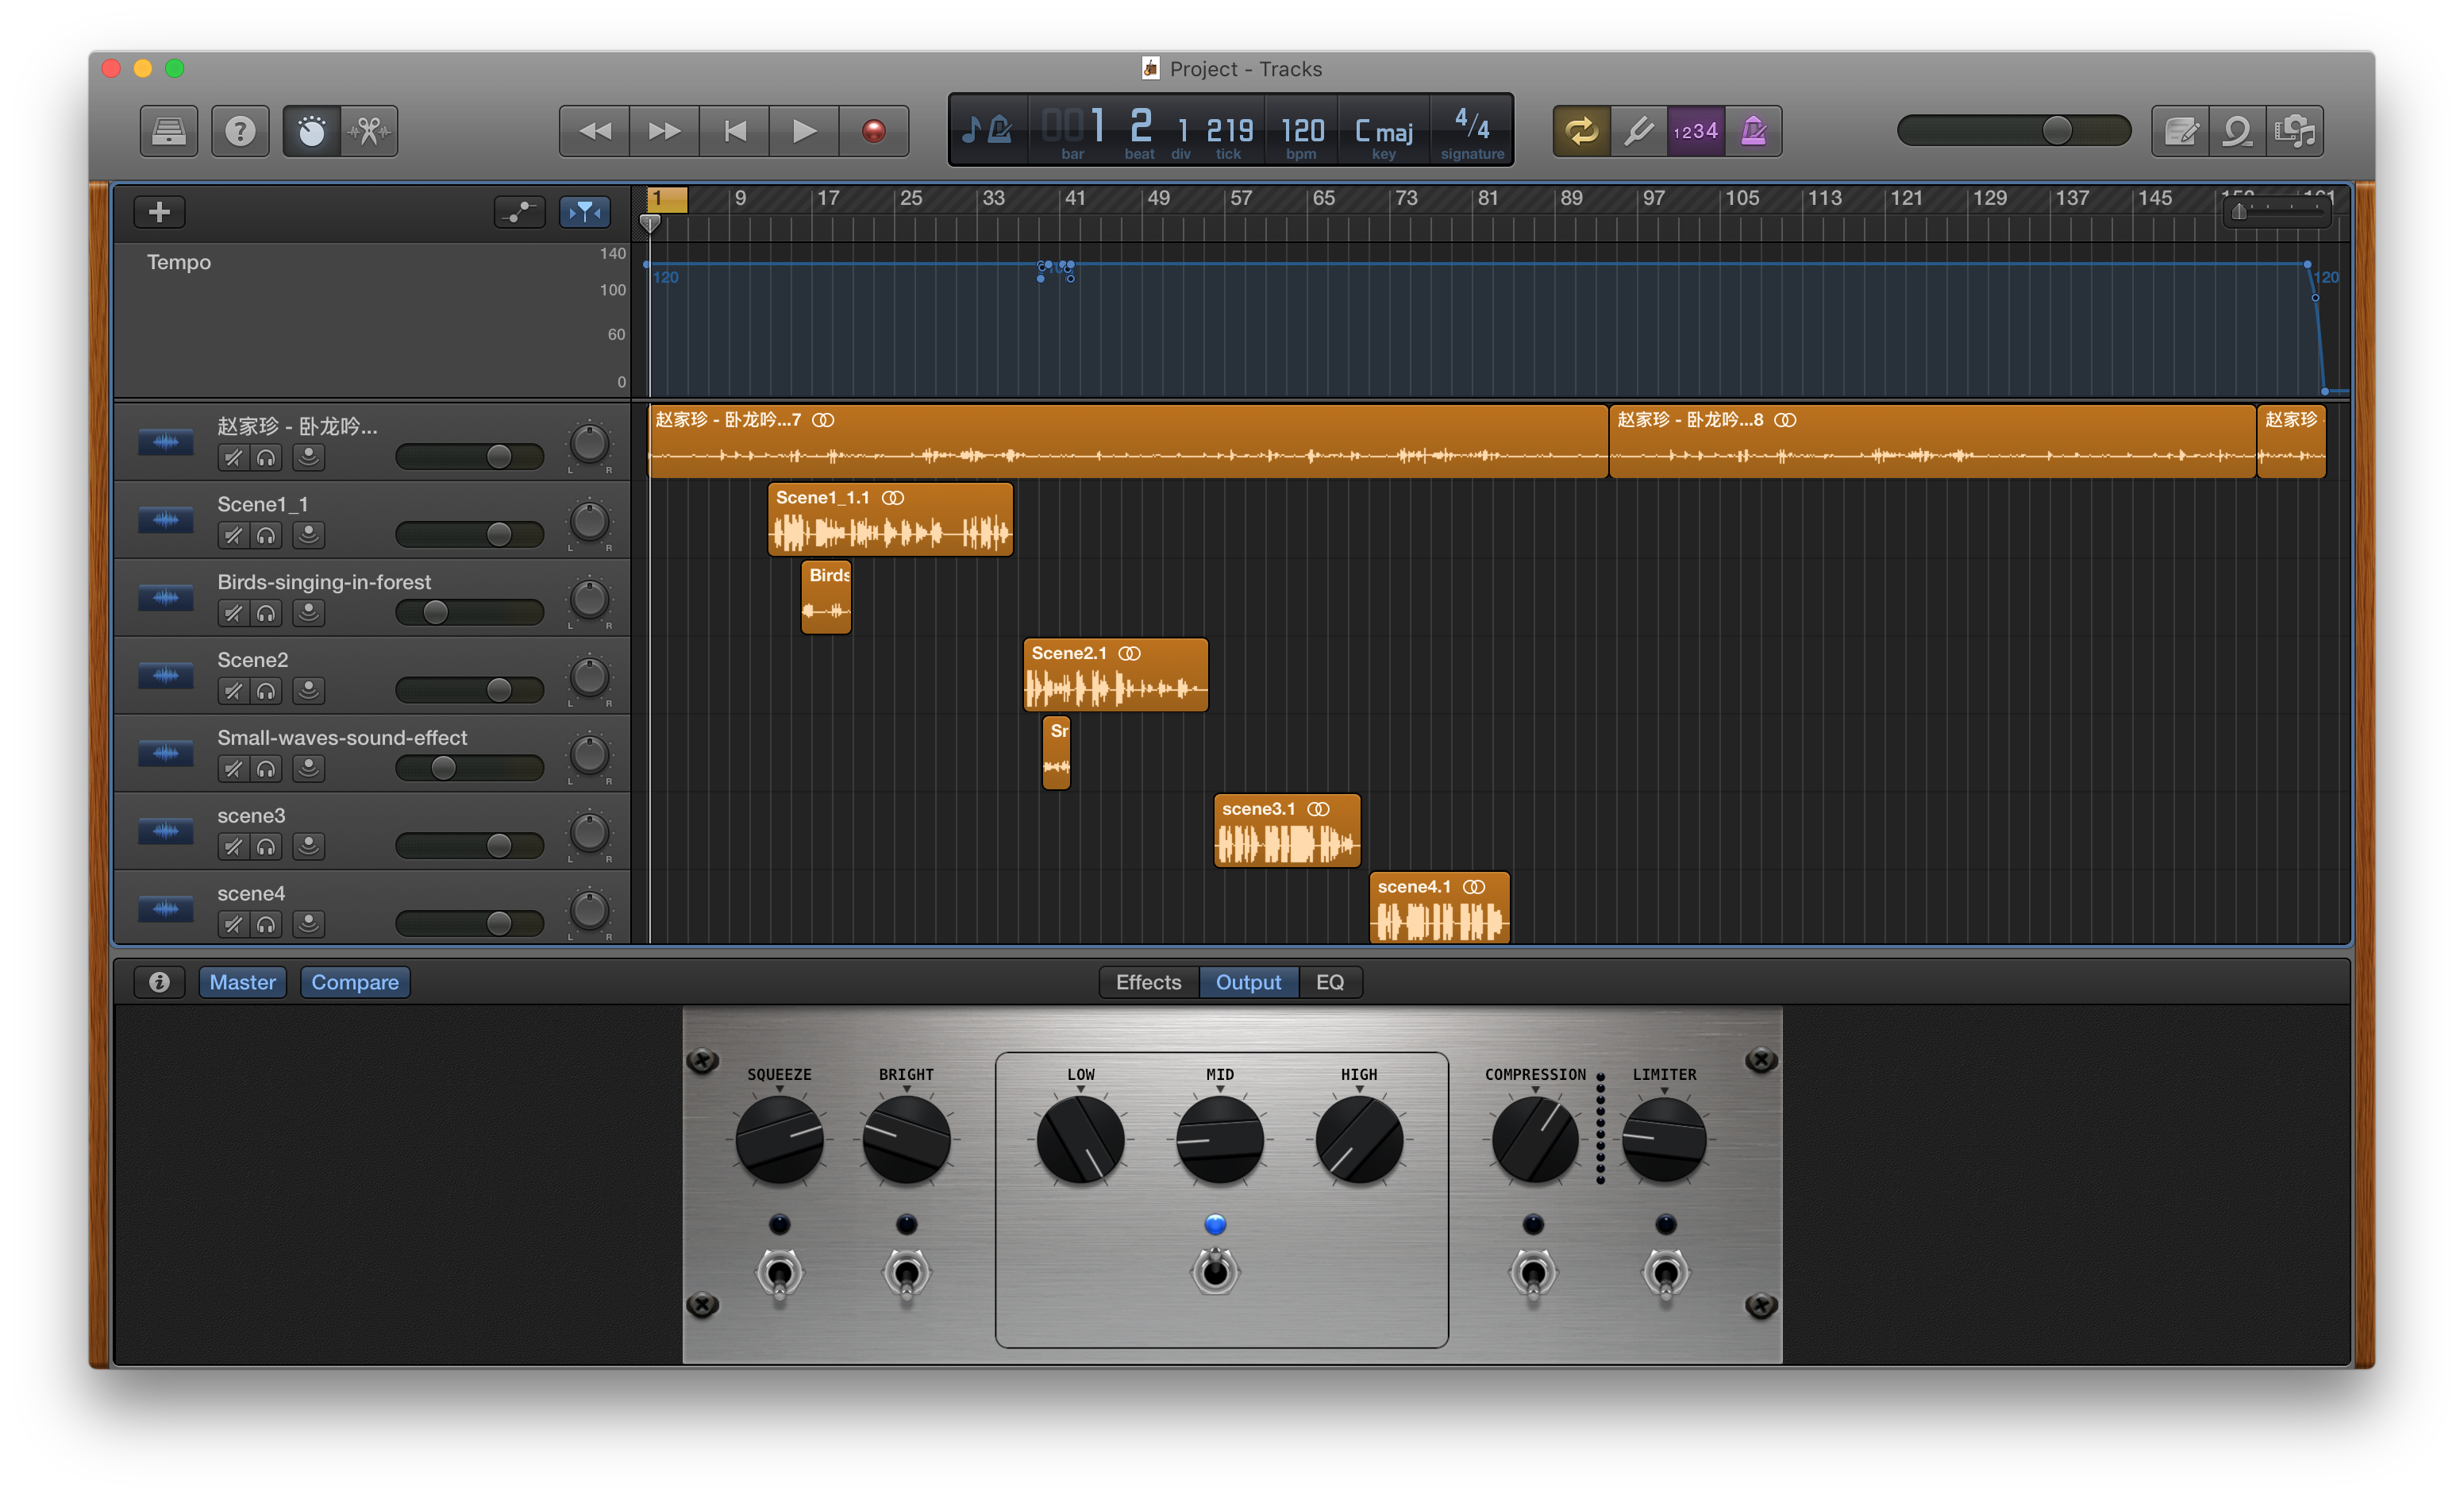 Project - Tracks
001 2 1 219 120 C maj 4/4
bar beat div tick bpm key signature
1234
1 9 17 25 33 41 49 57 65 73 81 89 97 105 113 121 129 137 145
Tempo
140
100
60
0
120
120
赵家珍 - 卧龙吟...
L R
赵家珍 - 卧龙吟...7
赵家珍 - 卧龙吟...8
赵家珍
Scene1_1
L R
Scene1_1.1
Birds-singing-in-forest
L R
Birds
Scene2
L R
Scene2.1
Small-waves-sound-effect
L R
Sr
scene3
L R
scene3.1
scene4
L R
scene4.1
Master Compare Effects Output EQ
SQUEEZE BRIGHT LOW MID HIGH COMPRESSION LIMITER